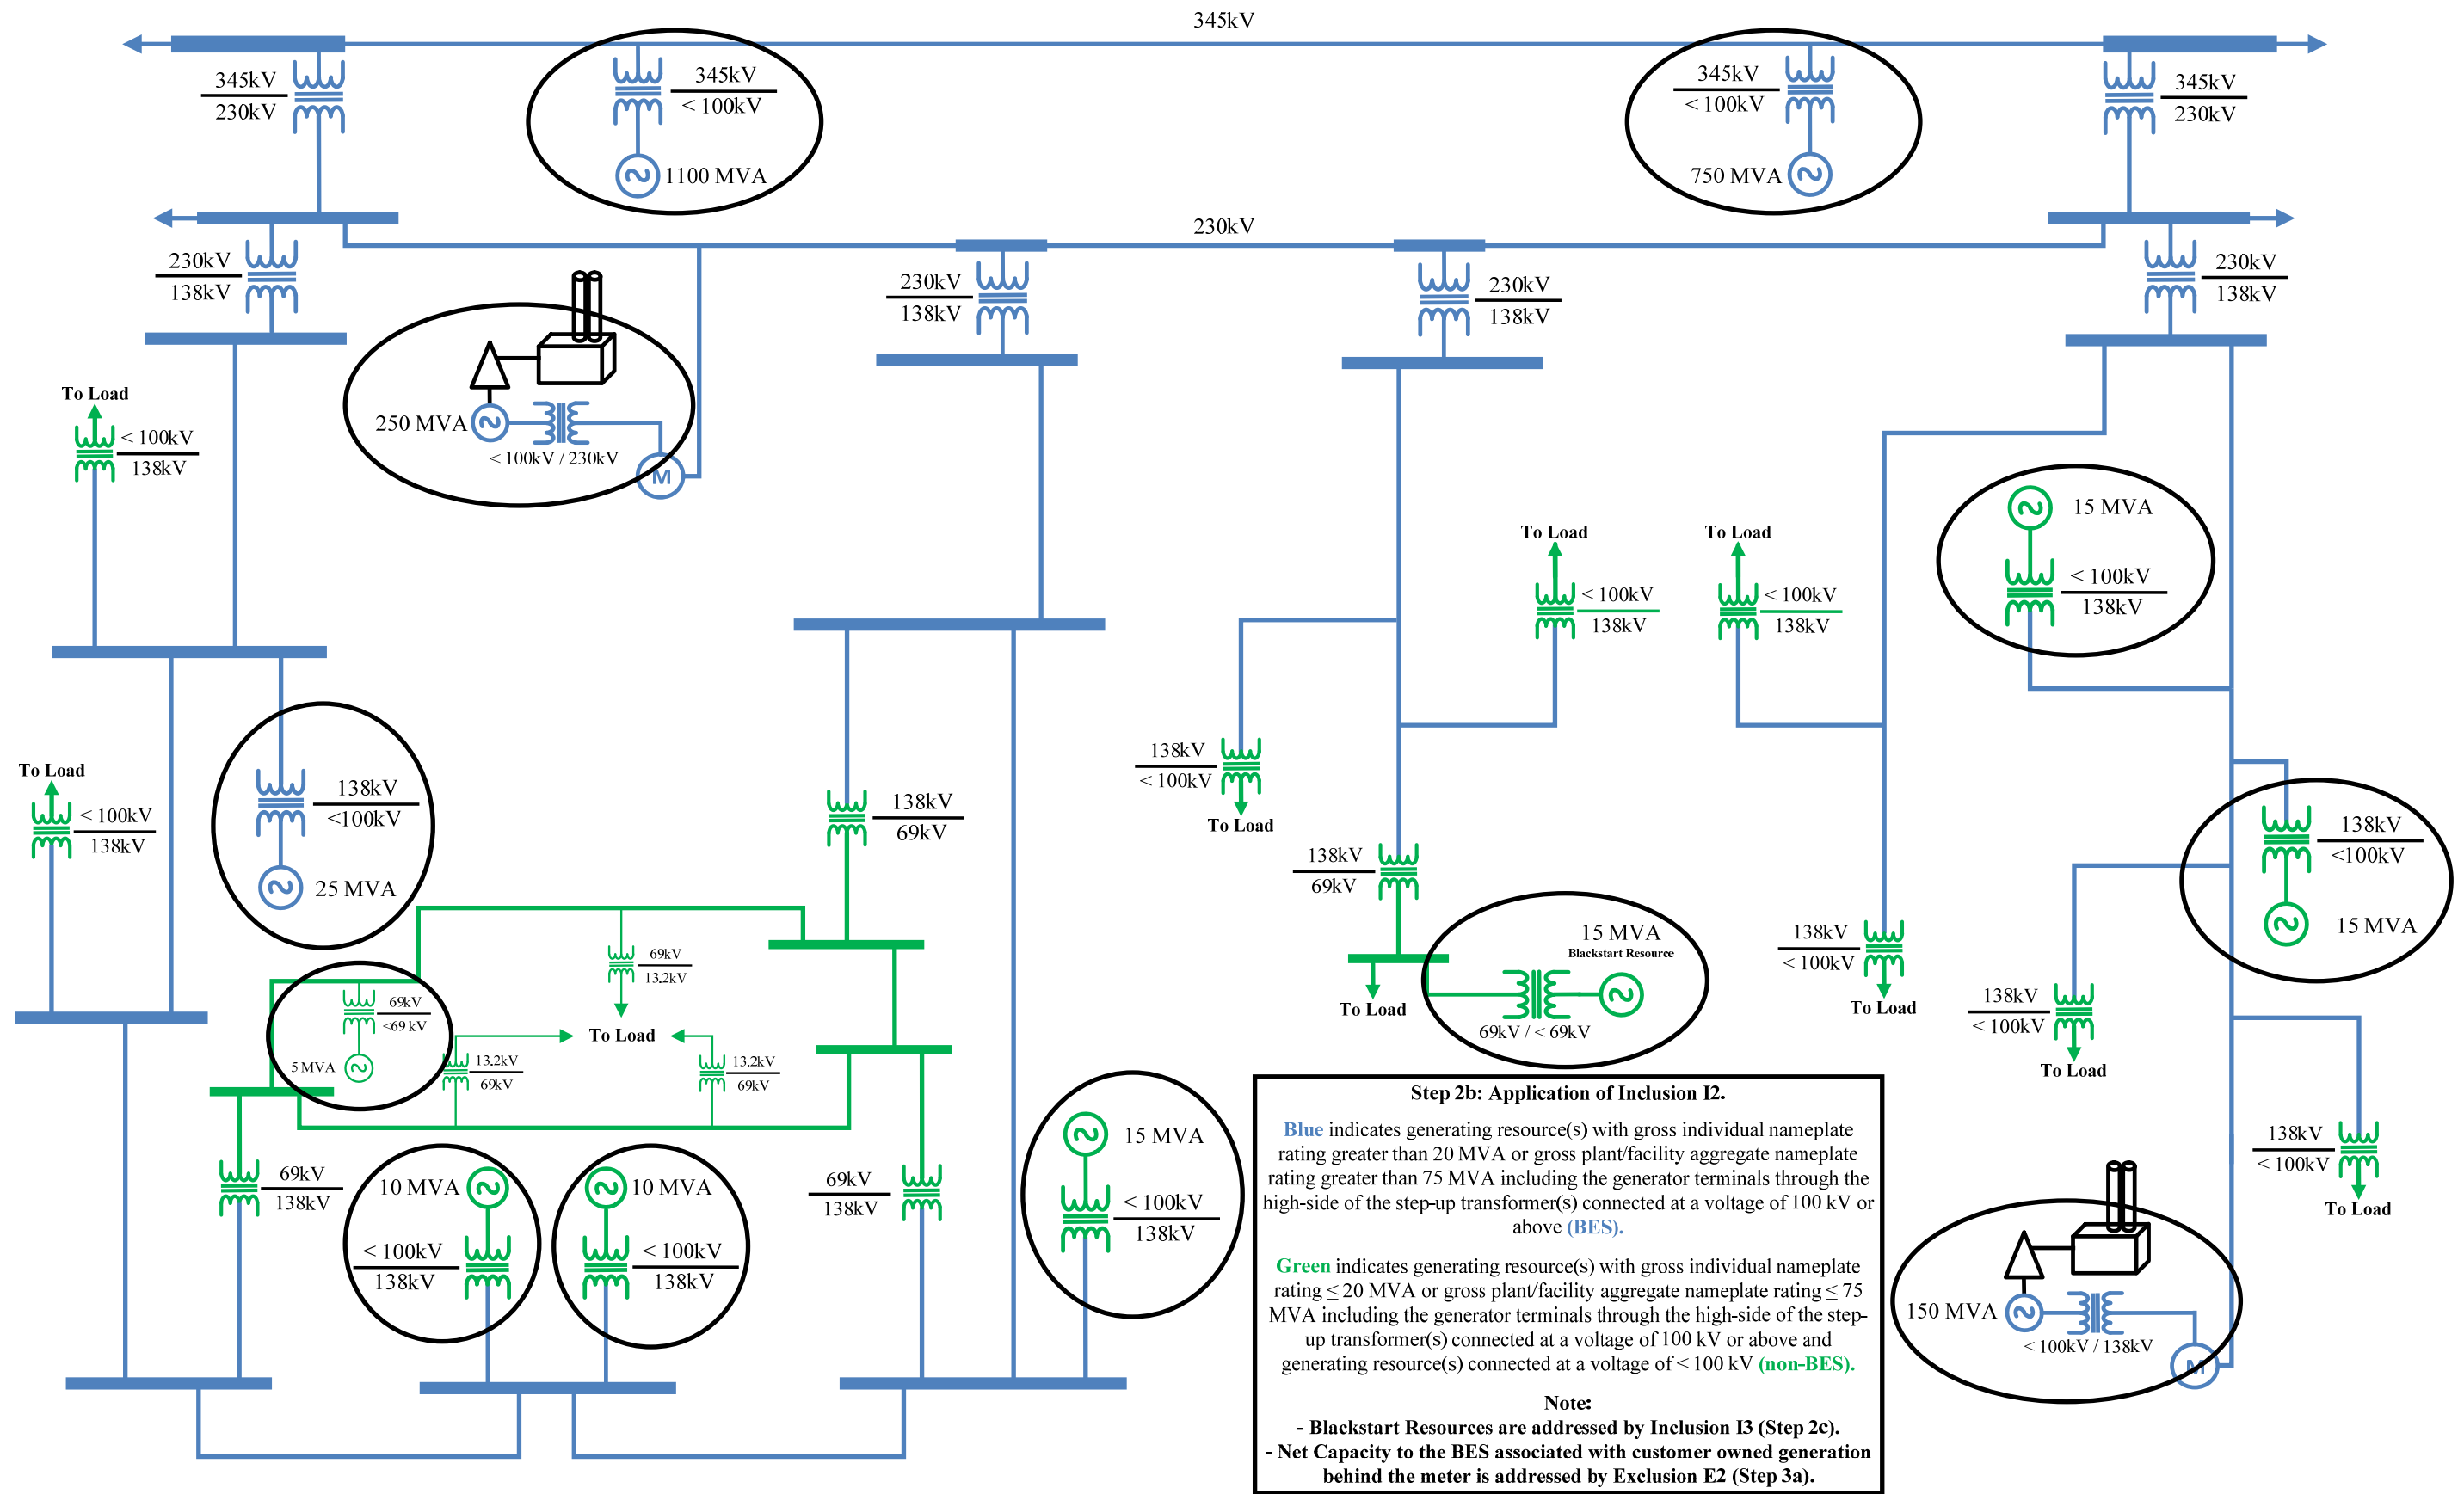 345kV
345kV
230kV
345kV
< 100kV
1100 MVA
345kV
< 100kV
750 MVA
345kV
230kV
230kV
230kV
138kV
230kV
138kV
230kV
138kV
230kV
138kV
250 MVA
< 100kV / 230kV
M
To Load
< 100kV
138kV
To Load
< 100kV
138kV
To Load
< 100kV
138kV
15 MVA
< 100kV
138kV
138kV
< 100kV
To Load
To Load
< 100kV
138kV
138kV
<100kV
25 MVA
138kV
69kV
138kV
69kV
138kV
<100kV
15 MVA
69kV
13.2kV
To Load
69kV
<69 kV
5 MVA
13.2kV
69kV
13.2kV
69kV
15 MVA
Blackstart Resource
69kV / < 69kV
To Load
138kV
< 100kV
To Load
138kV
< 100kV
To Load
138kV
< 100kV
To Load
69kV
138kV
10 MVA
< 100kV
138kV
10 MVA
< 100kV
138kV
69kV
138kV
15 MVA
< 100kV
138kV
150 MVA
< 100kV / 138kV
M
Step 2b: Application of Inclusion I2.
Blue indicates generating resource(s) with gross individual nameplate
rating greater than 20 MVA or gross plant/facility aggregate nameplate
rating greater than 75 MVA including the generator terminals through the
high-side of the step-up transformer(s) connected at a voltage of 100 kV or
above (BES).
Green indicates generating resource(s) with gross individual nameplate
rating ≤ 20 MVA or gross plant/facility aggregate nameplate rating ≤ 75
MVA including the generator terminals through the high-side of the step-
up transformer(s) connected at a voltage of 100 kV or above and
generating resource(s) connected at a voltage of < 100 kV (non-BES).
Note:
- Blackstart Resources are addressed by Inclusion I3 (Step 2c).
- Net Capacity to the BES associated with customer owned generation
behind the meter is addressed by Exclusion E2 (Step 3a).